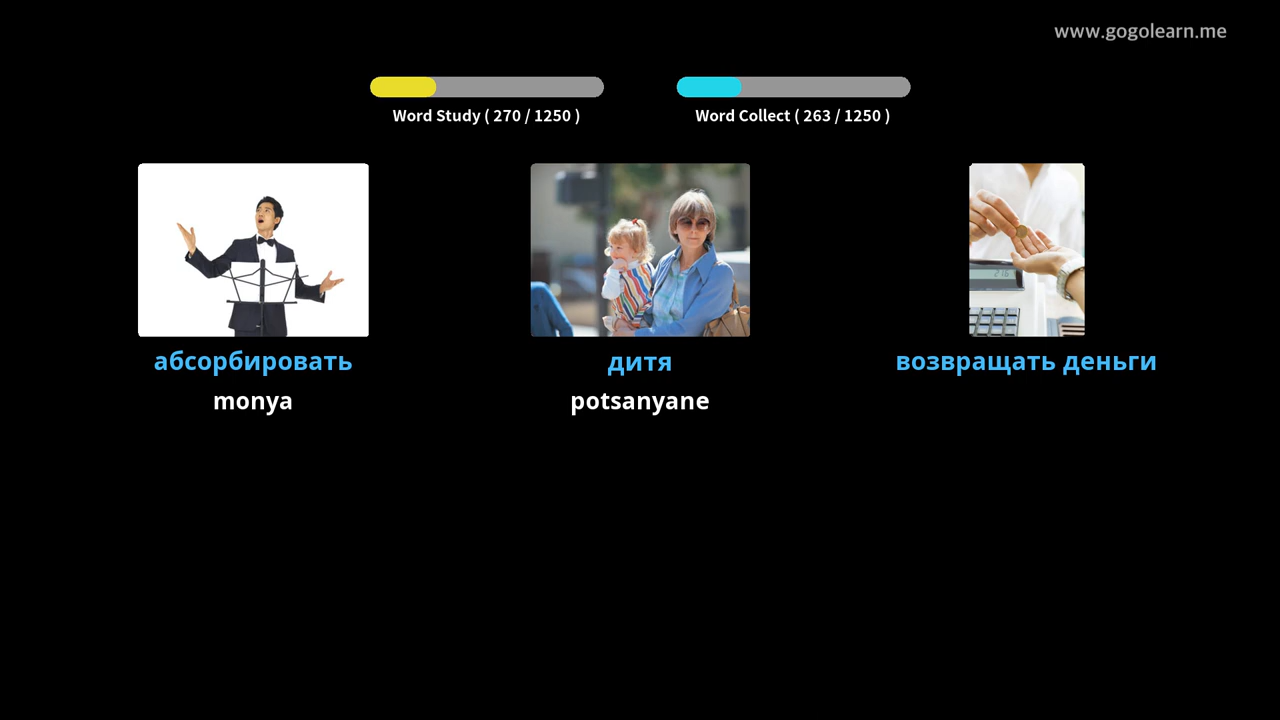 www.gogolearn.me
Word Study ( 270 / 1250 )
Word Collect ( 263 / 1250 )
абсорбировать
дитя
возвращать деньги
monya
potsanyane